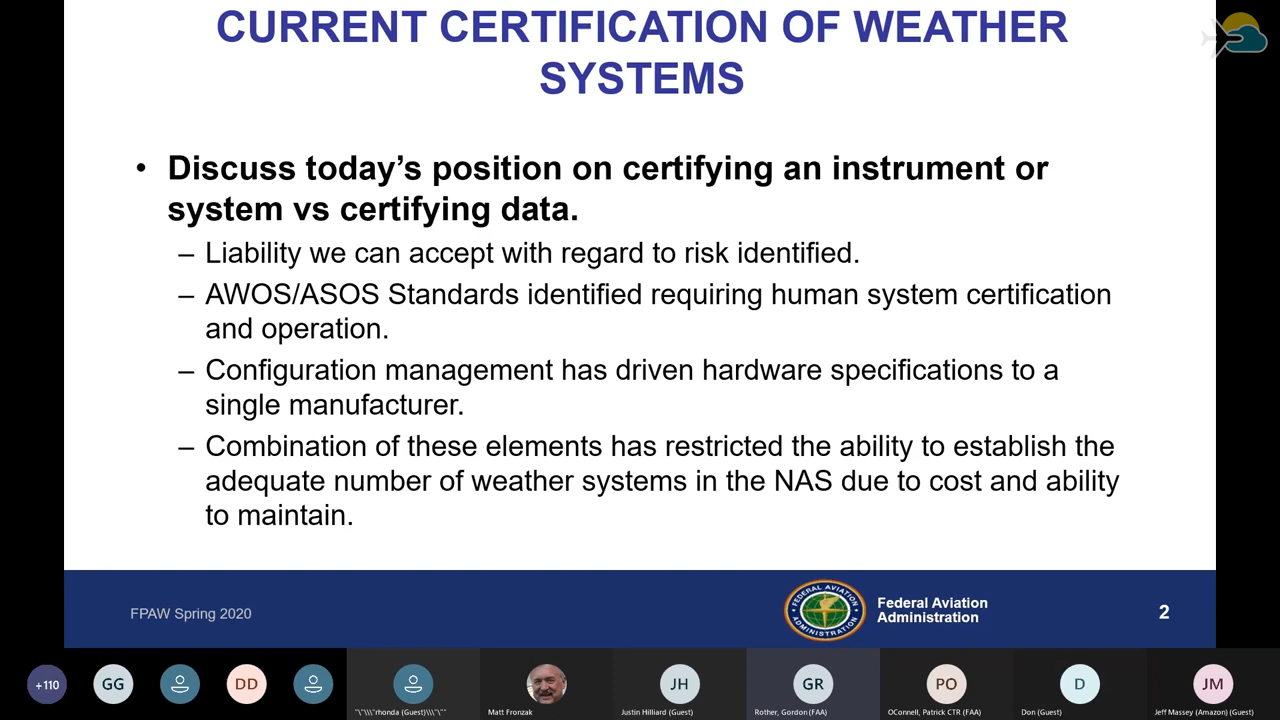 CURRENT CERTIFICATION OF WEATHER
SYSTEMS
• Discuss today’s position on certifying an instrument or
system vs certifying data.
– Liability we can accept with regard to risk identified.
– AWOS/ASOS Standards identified requiring human system certification
and operation.
– Configuration management has driven hardware specifications to a
single manufacturer.
– Combination of these elements has restricted the ability to establish the
adequate number of weather systems in the NAS due to cost and ability
to maintain.
FPAW Spring 2020
FEDERAL AVIATION
ADMINISTRATION
Federal Aviation
Administration
2
+110
GG
DD
JH
GR
PO
D
JM
"\"\\\"rhonda (Guest)\\\"\""
Matt Fronzak
Justin Hilliard (Guest)
Rother, Gordon (FAA)
OConnell, Patrick CTR (FAA)
Don (Guest)
Jeff Massey (Amazon) (Guest)